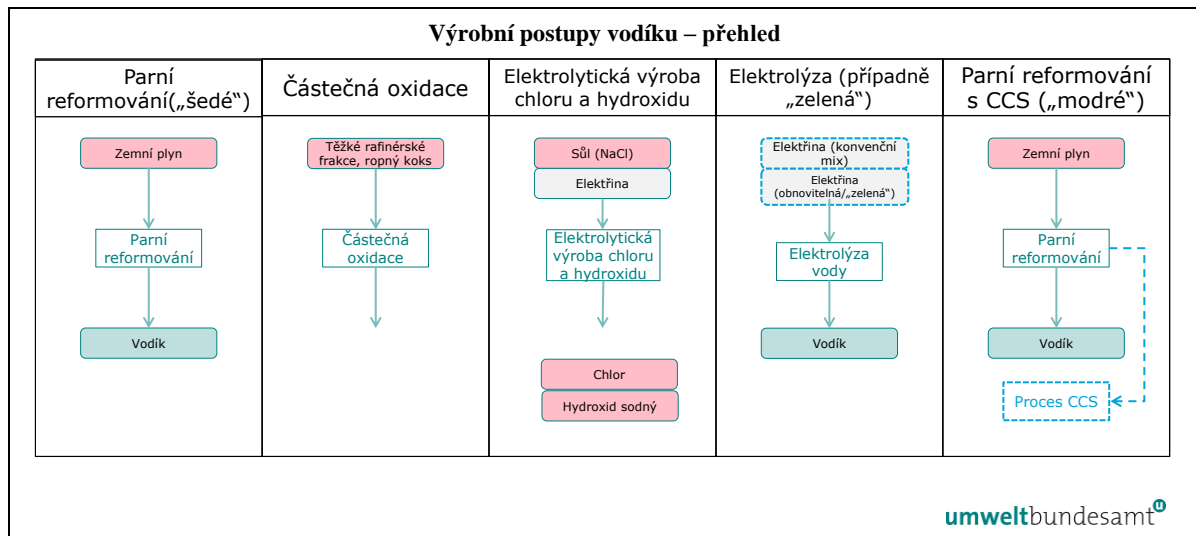 Výrobní postupy vodíku – přehled
Parní
reformování(„šedé“)
Zemní plyn
Parní
reformování
Vodík
Částečná oxidace
Těžké rafinérské
frakce, ropný koks
Částečná
oxidace
Elektrolytická výroba
chloru a hydroxidu
Sůl (NaCl)
Elektřina
Elektrolytická
výroba chloru
a hydroxidu
Chlor
Hydroxid sodný
Elektrolýza (případně
„zelená“)
Elektřina (konvenční
mix)
Elektřina
(obnovitelná/„zelená“)
Elektrolýza
vody
Vodík
Parní reformování
s CCS („modré“)
Zemní plyn
Parní
reformování
Vodík
Proces CCS
umweltbundesamt